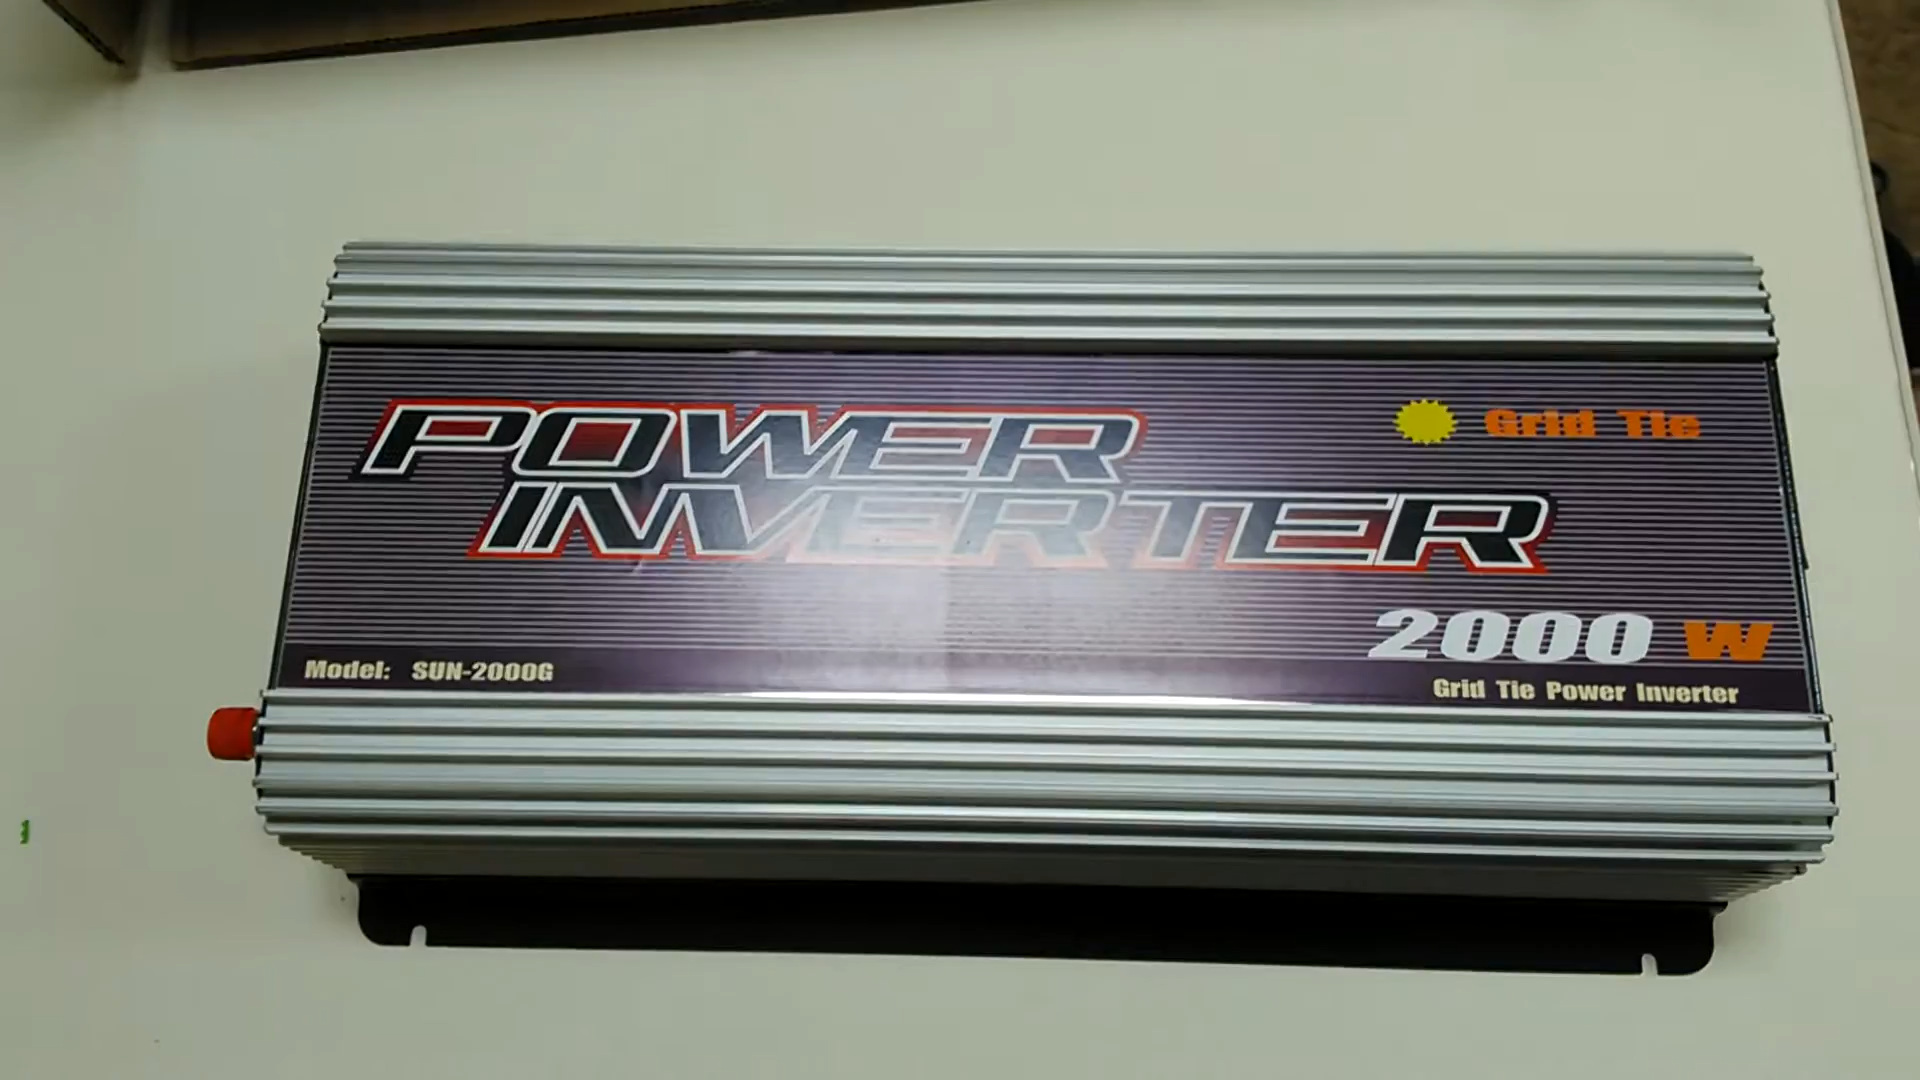 POWER
INVERTER
Grid Tie
2000 W
Model: SUN-2000G
Grid Tie Power Inverter